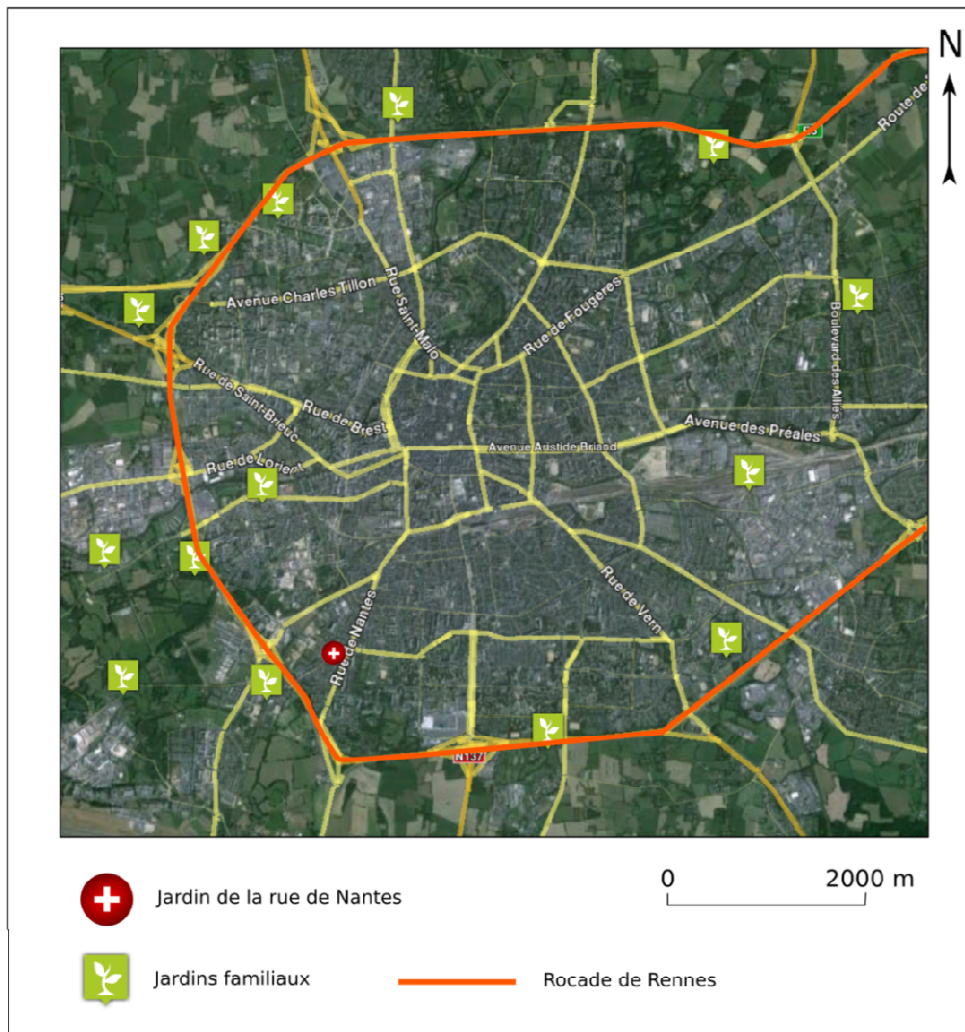 N
Route de
Avenue Charles Tillon
Rue Saint-Malo
Rue de Fougères
Boulevard des Alliés
Rue de Saint-Brieuc
Rue de Brest
Avenue Aristide Briand
Avenue des Préales
Rue de Lorient
Rue de Vern
Rue de Nantes
N137
Jardin de la rue de Nantes
0 2000 m
Jardins familiaux
Rocade de Rennes